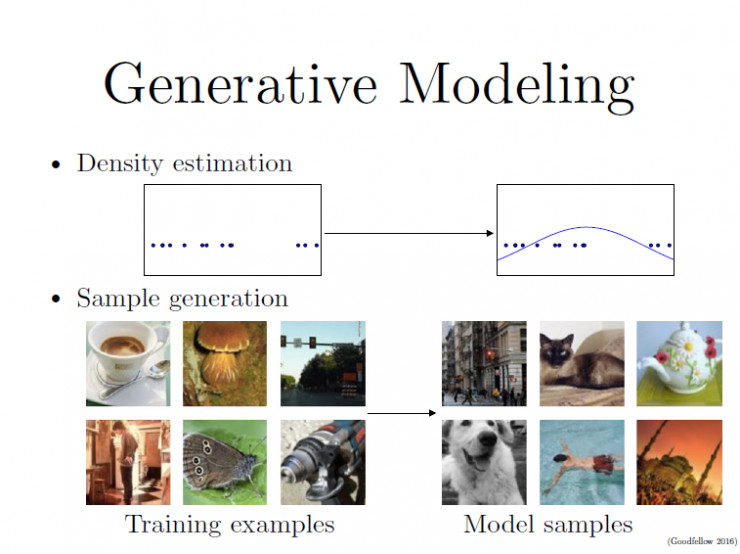 Generative Modeling
• Density estimation
• Sample generation
Training examples
Model samples
(Goodfellow 2016)